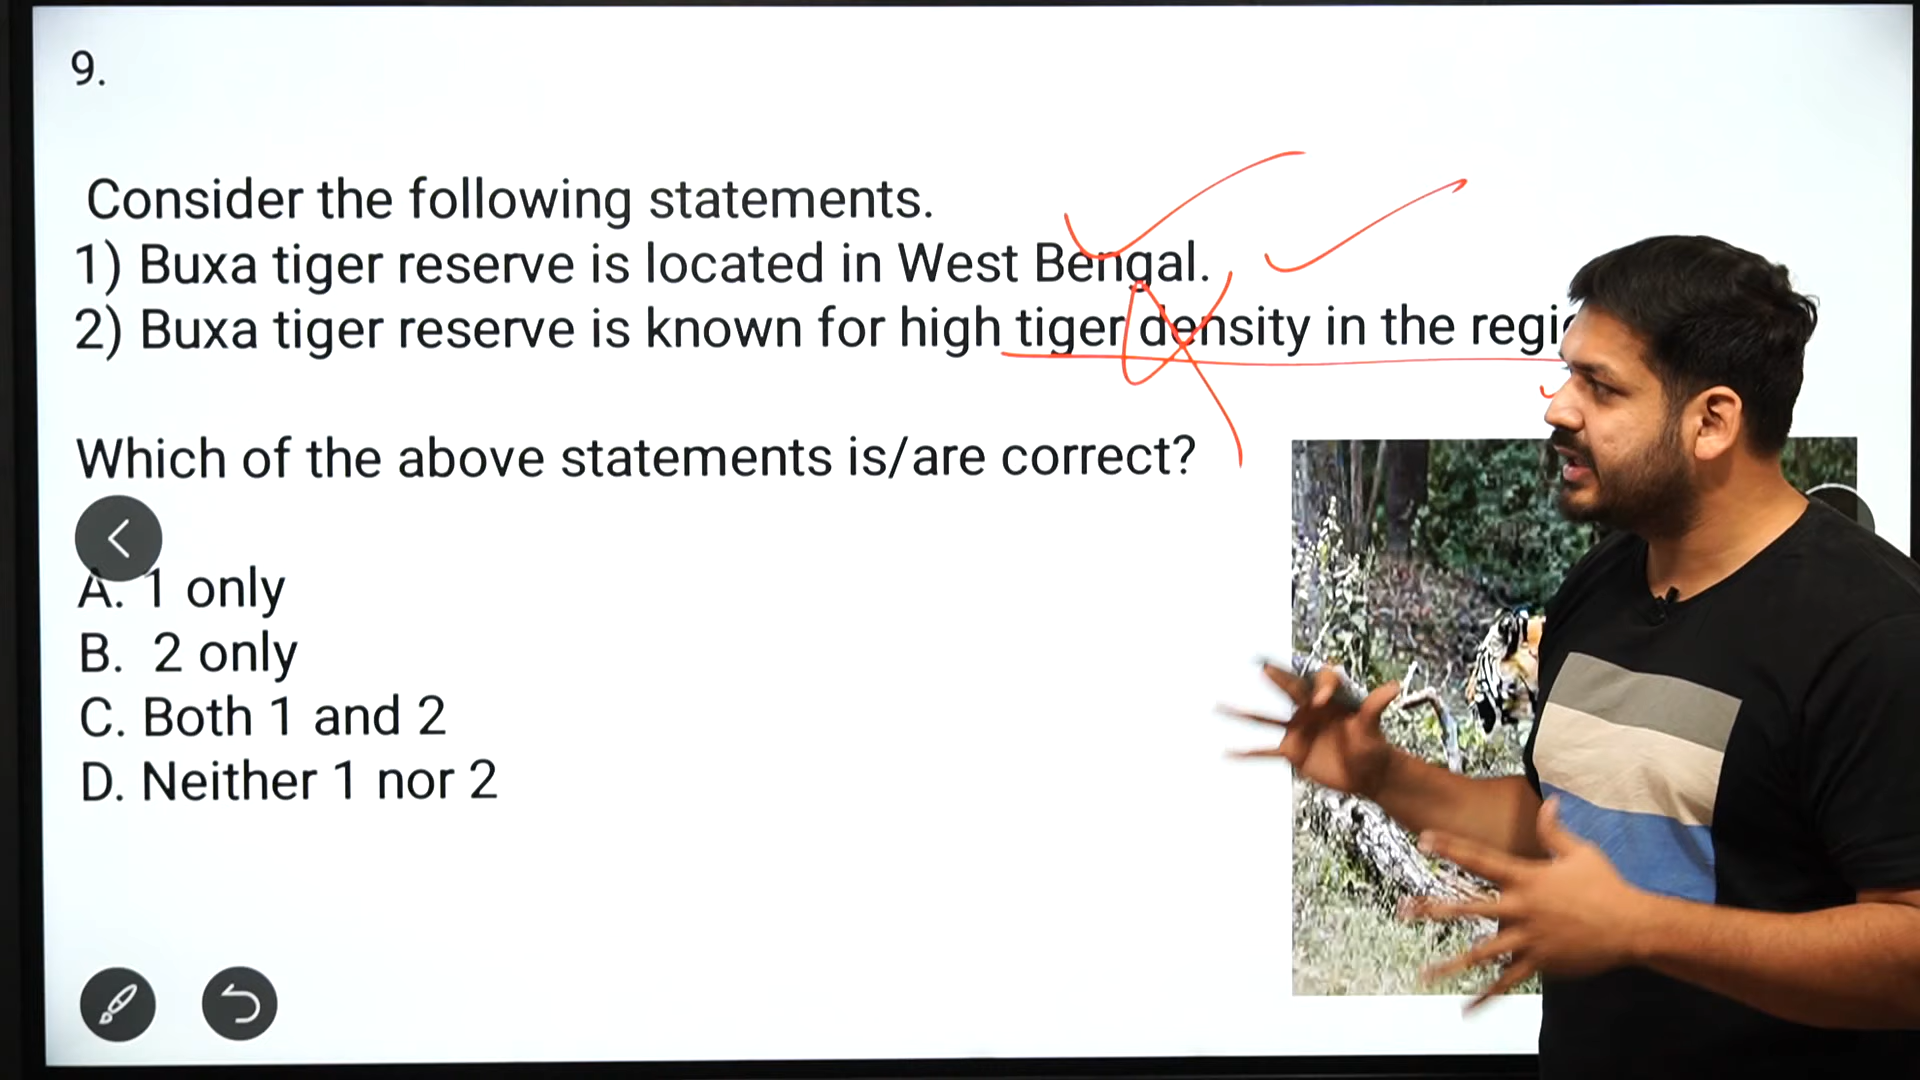 9.
Consider the following statements.
1) Buxa tiger reserve is located in West Bengal.
2) Buxa tiger reserve is known for high tiger density in the
Which of the above statements is/are correct?
A. 1 only
B. 2 only
C. Both 1 and 2
D. Neither 1 nor 2